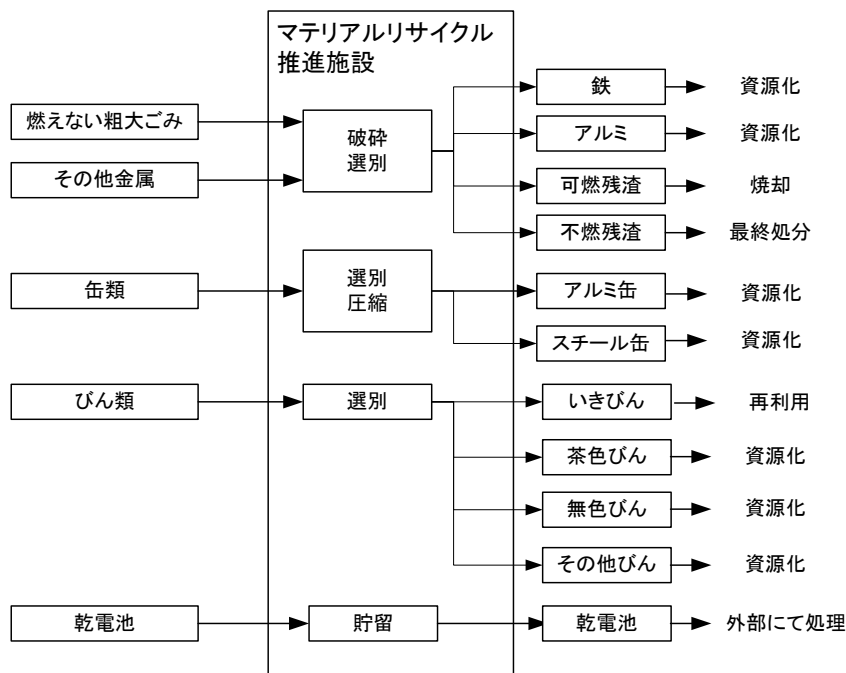 マテリアルリサイクル
推進施設
燃えない粗大ごみ
その他金属
破砕
選別
鉄
資源化
アルミ
資源化
可燃残渣
焼却
不燃残渣
最終処分
缶類
選別
圧縮
アルミ缶
資源化
スチール缶
資源化
びん類
選別
いきびん
再利用
茶色びん
資源化
無色びん
資源化
その他びん
資源化
乾電池
貯留
乾電池
外部にて処理